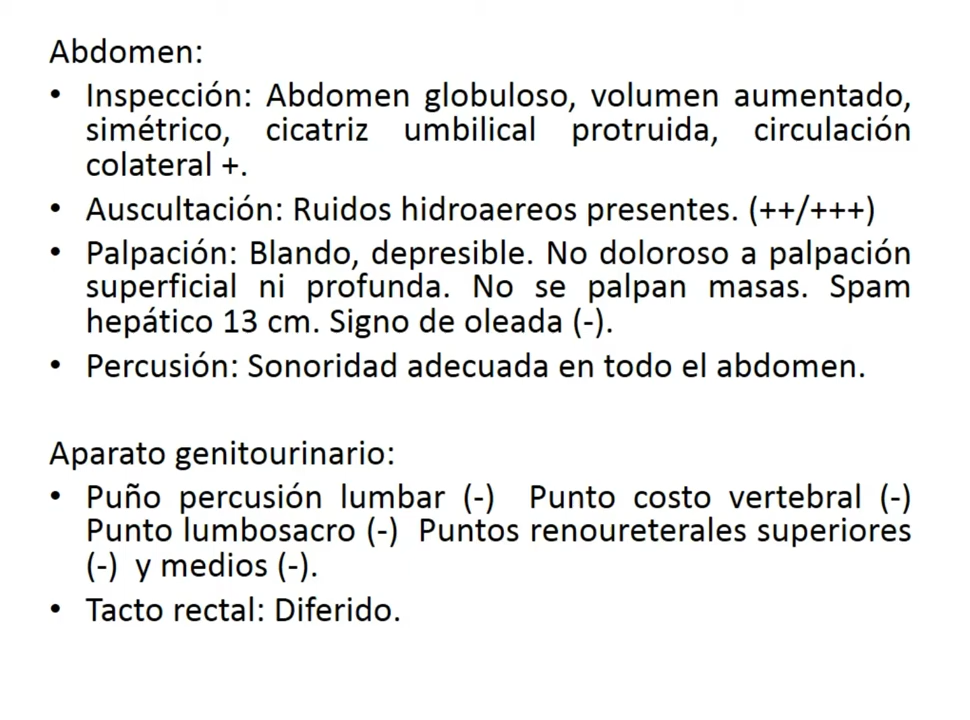 Abdomen:
• Inspección: Abdomen globuloso, volumen aumentado,
simétrico, cicatriz umbilical protruida, circulación
colateral +.
• Auscultación: Ruidos hidroaereos presentes. (++/+++)
• Palpación: Blando, depresible. No doloroso a palpación
superficial ni profunda. No se palpan masas. Spam
hepático 13 cm. Signo de oleada (-).
• Percusión: Sonoridad adecuada en todo el abdomen.
Aparato genitourinario:
• Puño percusión lumbar (-) Punto costo vertebral (-)
Punto lumbosacro (-) Puntos renoureterales superiores
(-) y medios (-).
• Tacto rectal: Diferido.